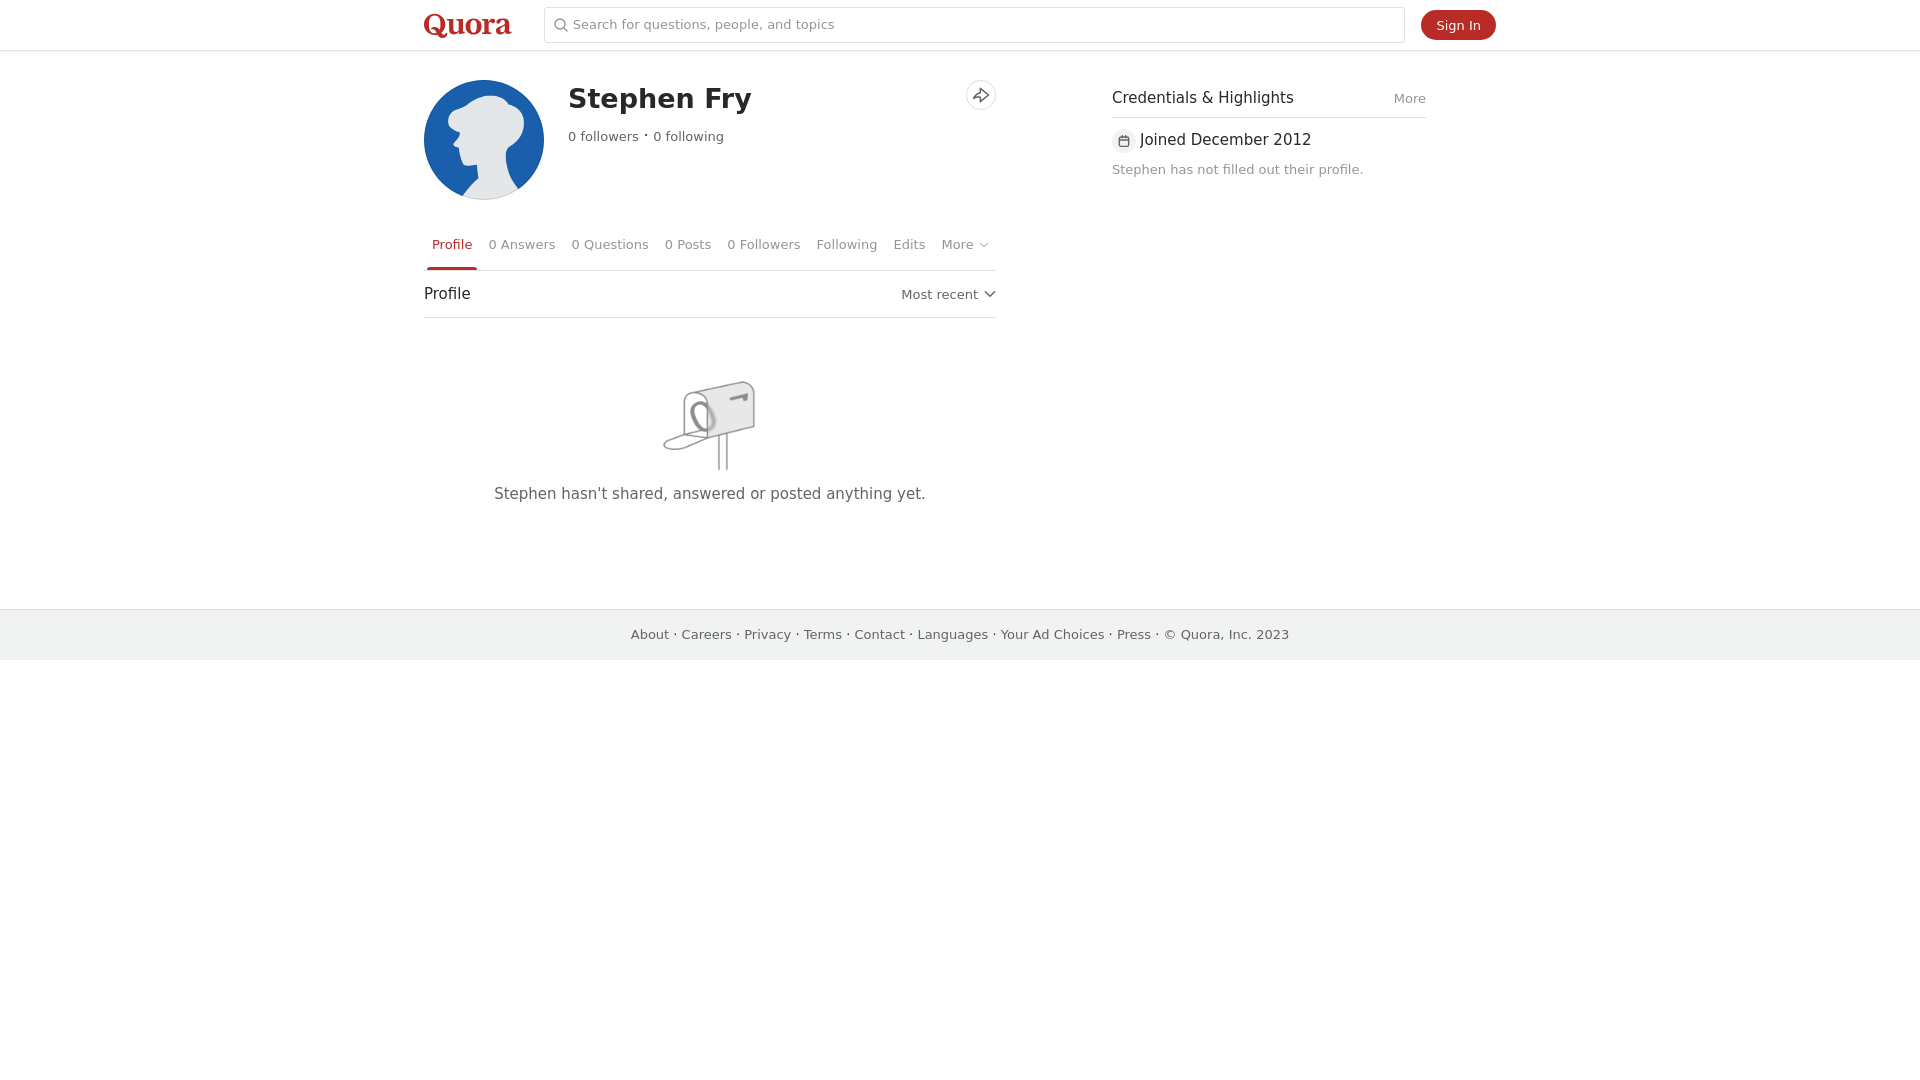 Quora
Search for questions, people, and topics
Sign In
Stephen Fry
0 followers · 0 following
Credentials & Highlights
More
Joined December 2012
Stephen has not filled out their profile.
Profile
0 Answers
0 Questions
0 Posts
0 Followers
Following
Edits
More
Profile
Most recent
Stephen hasn't shared, answered or posted anything yet.
About · Careers · Privacy · Terms · Contact · Languages · Your Ad Choices · Press · © Quora, Inc. 2023